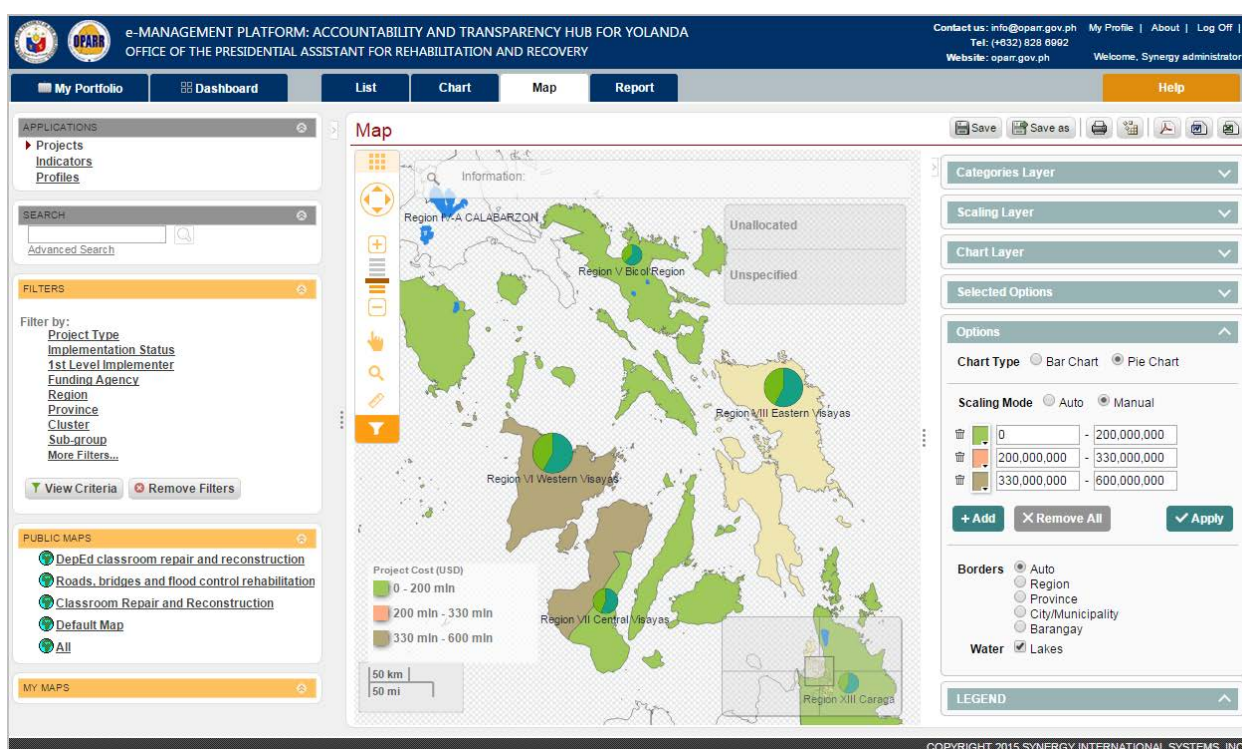 e-MANAGEMENT PLATFORM: ACCOUNTABILITY AND TRANSPARENCY HUB FOR YOLANDA
OFFICE OF THE PRESIDENTIAL ASSISTANT FOR REHABILITATION AND RECOVERY
OPARR
Contact us: info@oparr.gov.ph
Tel: (+632) 828 6992
Website: oparr.gov.ph
My Profile | About | Log Off |
Welcome, Synergy administrator
My Portfolio
Dashboard
List
Chart
Map
Report
Help
APPLICATIONS
Projects
Indicators
Profiles
SEARCH
Advanced Search
FILTERS
Filter by:
Project Type
Implementation Status
1st Level Implementer
Funding Agency
Region
Province
Cluster
Sub-group
More Filters...
View Criteria
Remove Filters
PUBLIC MAPS
DepEd classroom repair and reconstruction
Roads, bridges and flood control rehabilitation
Classroom Repair and Reconstruction
Default Map
All
MY MAPS
Map
Save
Save as
Information:
Unallocated
Unspecified
Region IV-A CALABARZON
Region V Bicol Region
Region VIII Eastern Visayas
Region VI Western Visayas
Region VII Central Visayas
Region XIII Caraga
Project Cost (USD)
0 - 200 mln
200 mln - 330 mln
330 mln - 600 mln
50 km
50 mi
Categories Layer
Scaling Layer
Chart Layer
Selected Options
Options
Chart Type Bar Chart Pie Chart
Scaling Mode Auto Manual
0 - 200,000,000
200,000,000 - 330,000,000
330,000,000 - 600,000,000
+ Add
Remove All
Apply
Borders Auto
Region
Province
City/Municipality
Barangay
Water Lakes
LEGEND
COPYRIGHT 2015 SYNERGY INTERNATIONAL SYSTEMS, INC